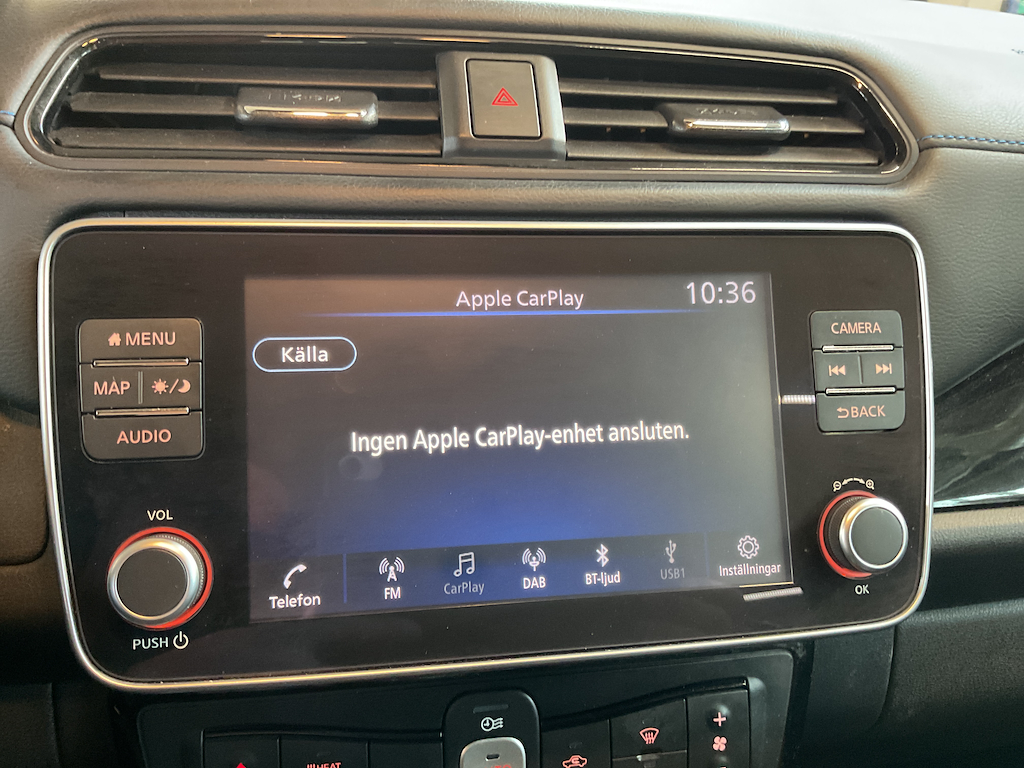 Apple CarPlay
10:36
MENU
CAMERA
Källa
MAP
AUDIO
BACK
Ingen Apple CarPlay-enhet ansluten.
VOL
Telefon
FM
CarPlay
DAB
BT-ljud
USB1
Inställningar
OK
PUSH
HEAT